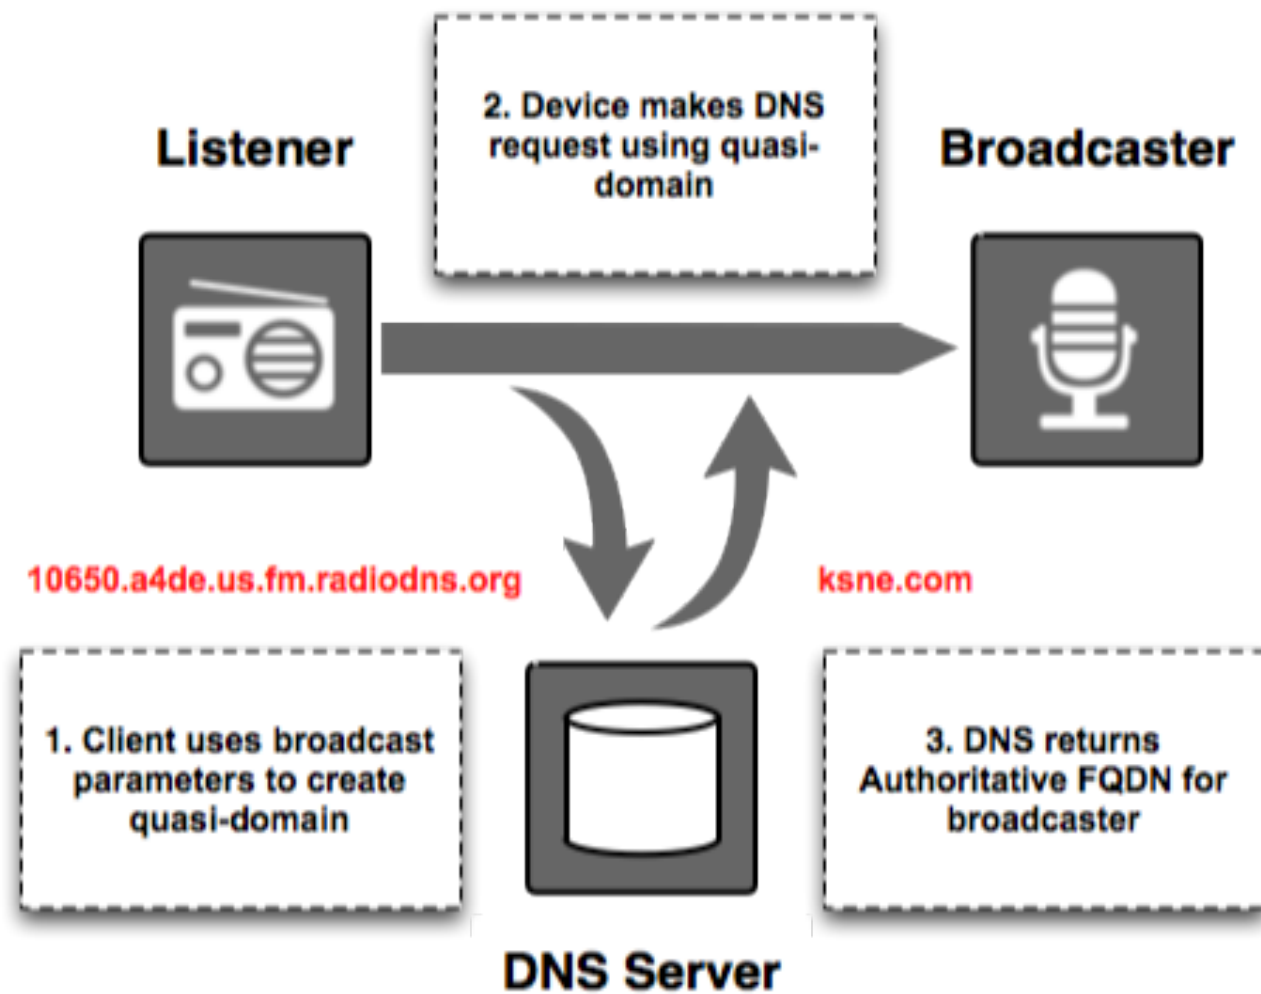 2. Device makes DNS
request using quasi-
domain
Listener
Broadcaster
10650.a4de.us.fm.radiodns.org
ksne.com
1. Client uses broadcast
parameters to create
quasi-domain
3. DNS returns
Authoritative FQDN for
broadcaster
DNS Server